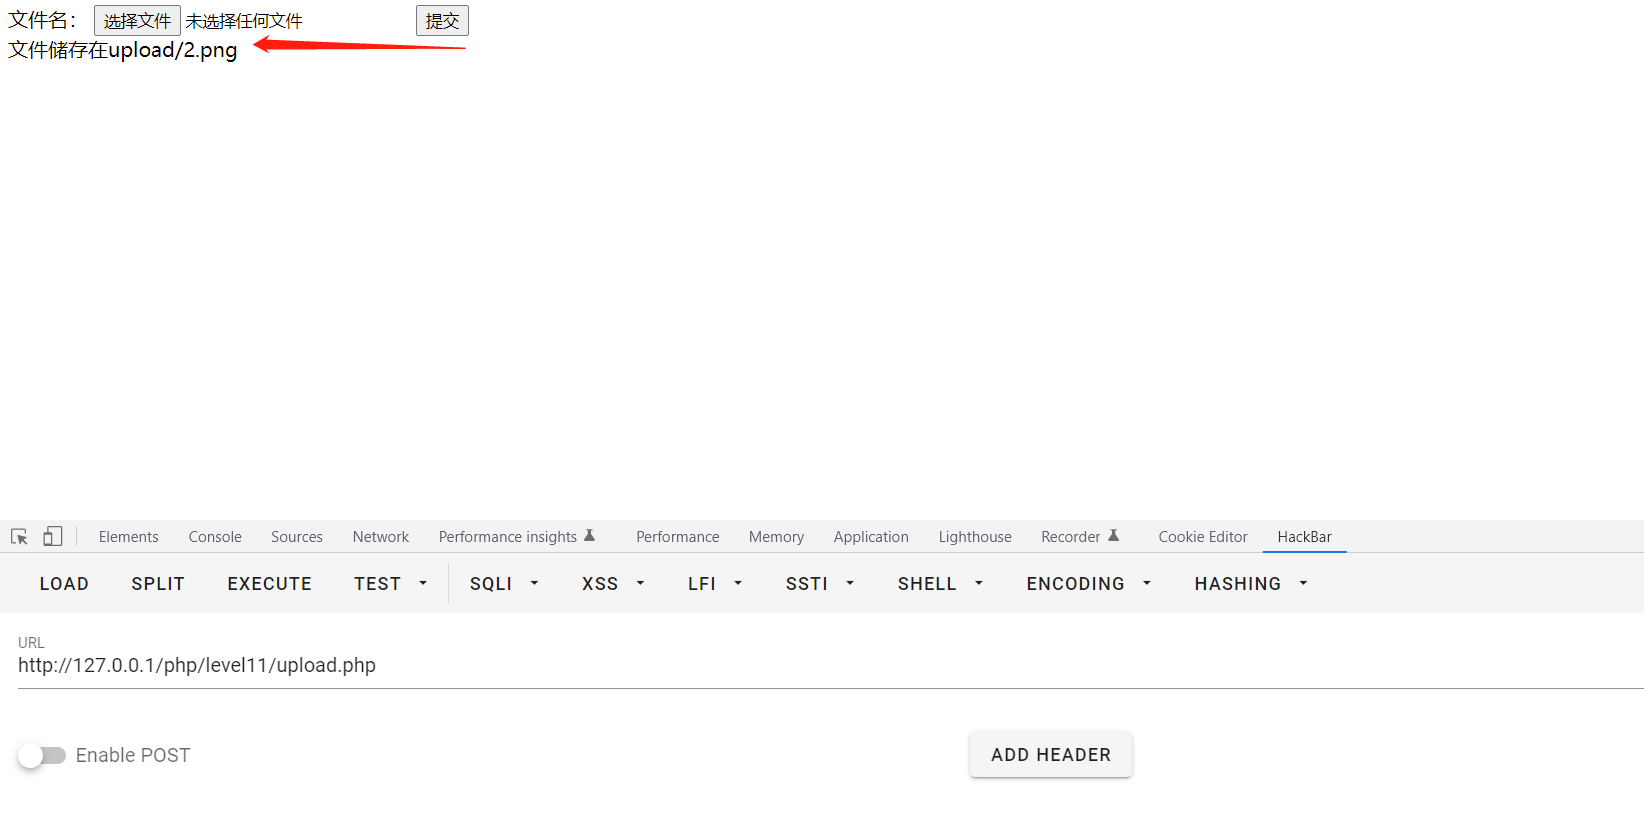 文件名： 选择文件 未选择任何文件 提交
文件储存在upload/2.png
Elements Console Sources Network Performance insights Performance Memory Application Lighthouse Recorder Cookie Editor HackBar
LOAD SPLIT EXECUTE TEST SQLI XSS LFI SSTI SHELL ENCODING HASHING
URL
http://127.0.0.1/php/level11/upload.php
Enable POST ADD HEADER